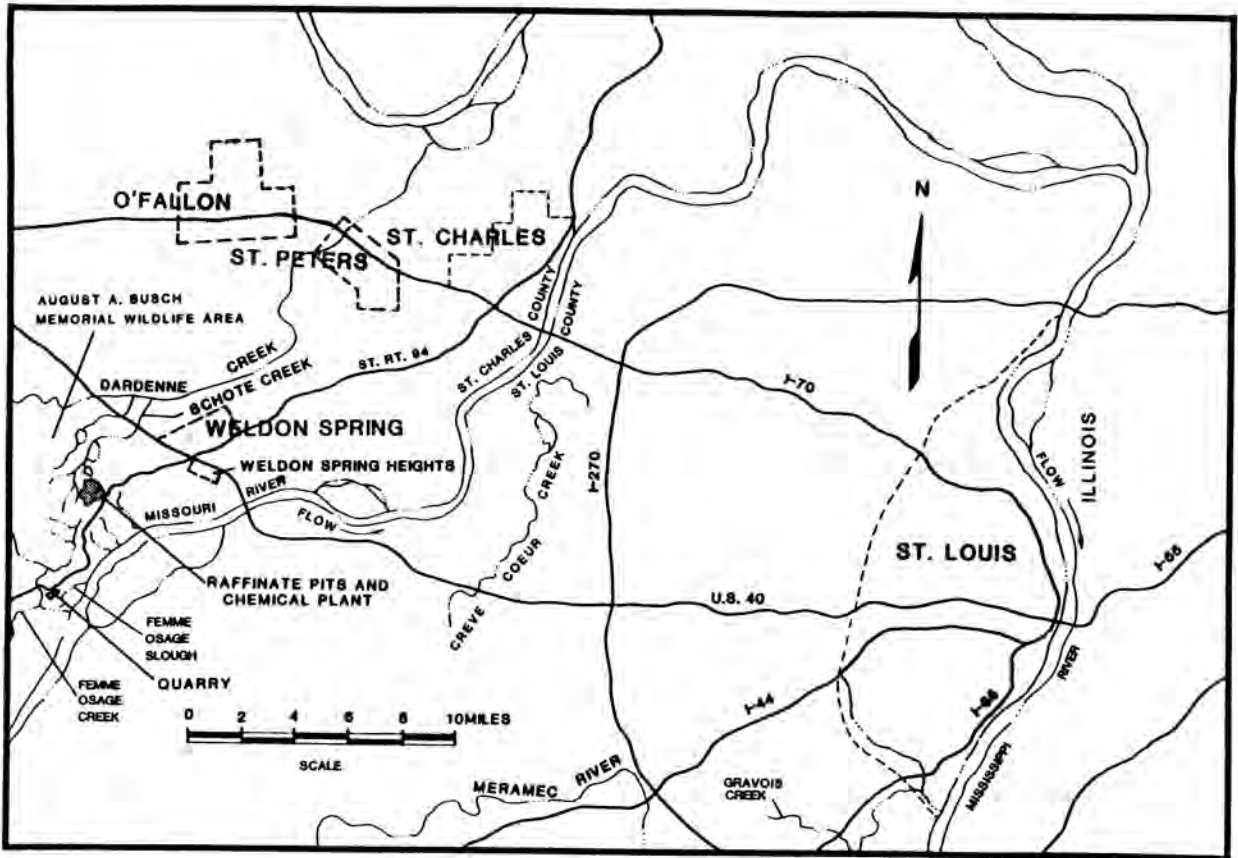 N
O'FALLON
ST. PETERS
ST. CHARLES
AUGUST A. BUSCH
MEMORIAL WILDLIFE AREA
DARDENNE
CREEK
SCHOTE CREEK
ST. RT. 94
ST. CHARLES COUNTY
ST. LOUIS COUNTY
WELDON SPRING
WELDON SPRING HEIGHTS
MISSOURI RIVER
FLOW
CREVE COEUR CREEK
I-270
I-70
FLOW
ILLINOIS
ST. LOUIS
I-55
U.S. 40
RAFFINATE PITS AND
CHEMICAL PLANT
FEMME
OSAGE
SLOUGH
QUARRY
FEMME
OSAGE
CREEK
0 2 4 6 8 10 MILES
SCALE
I-44
I-55
MISSISSIPPI RIVER
MERAMEC RIVER
GRAVOIS
CREEK